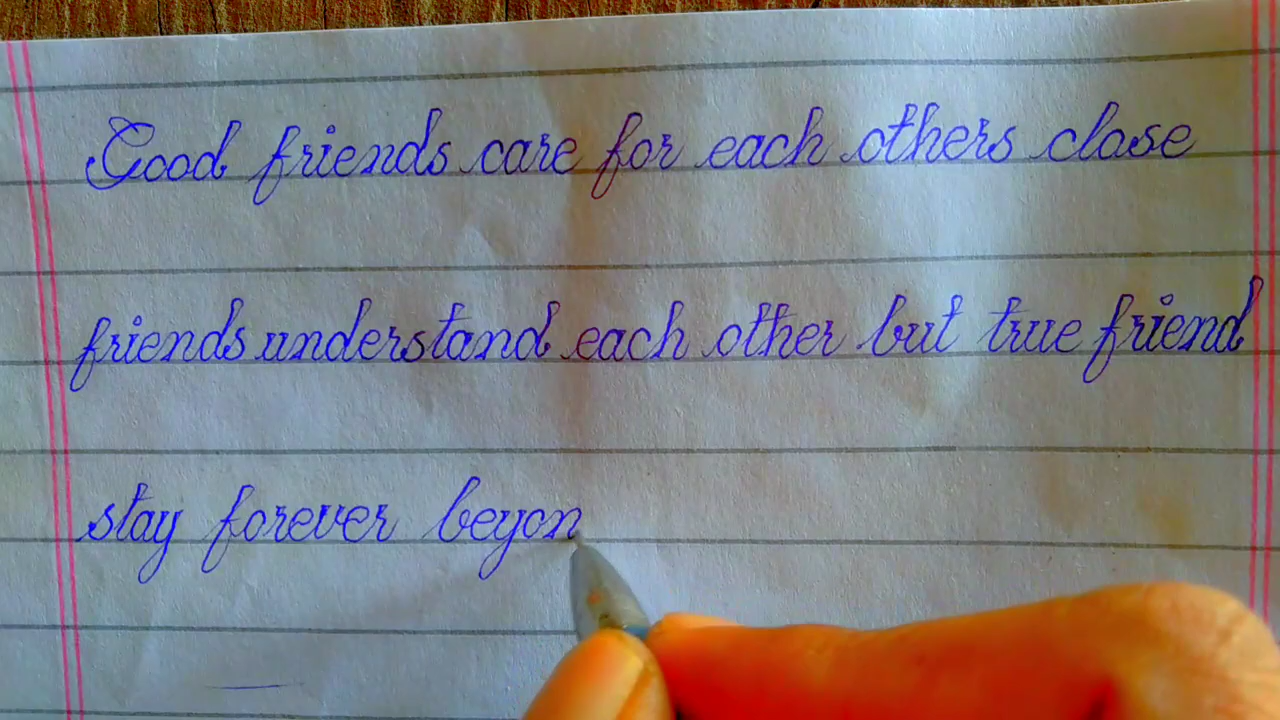 Good friends care for each others close
friends understand each other but true friend
stay forever beyon